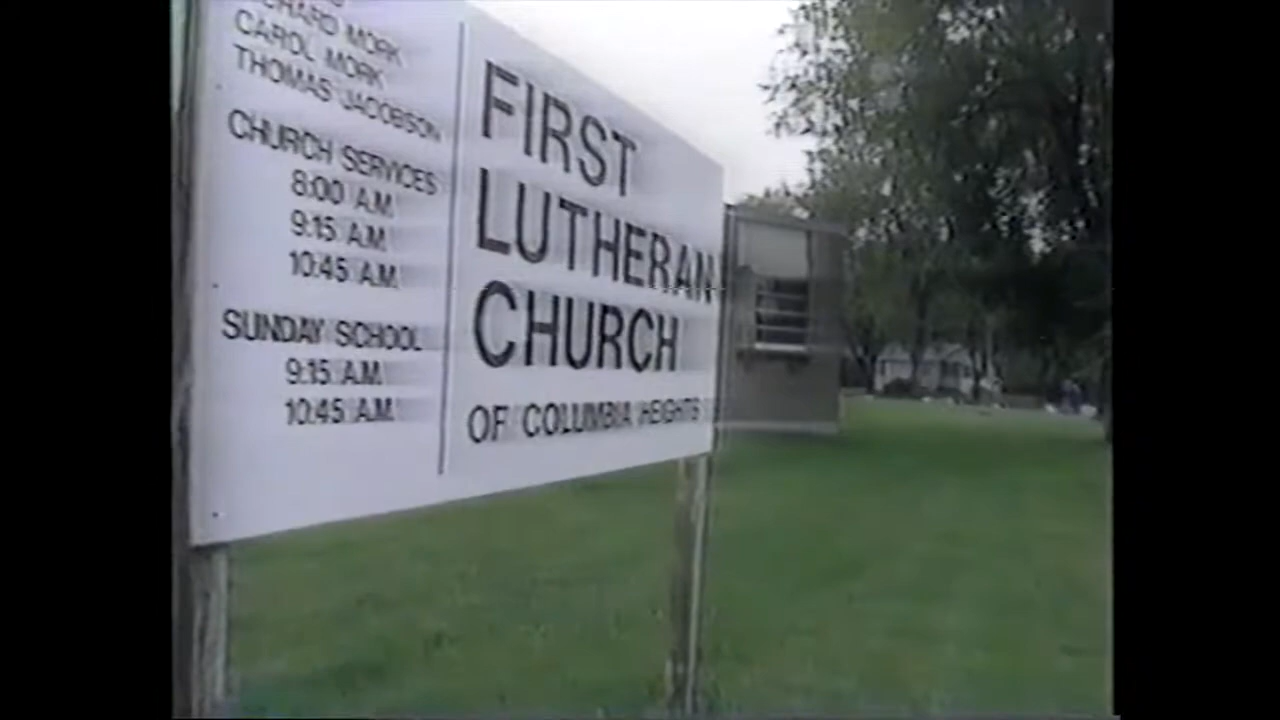 MORK
CAROL MORK
THOMAS JACOBSON
CHURCH SERVICES
8:00 A.M.
9:15 A.M.
10:45 A.M.
SUNDAY SCHOOL
9:15 A.M.
10:45 A.M.
FIRST
LUTHERAN
CHURCH
OF COLUMBIA HEIGHTS